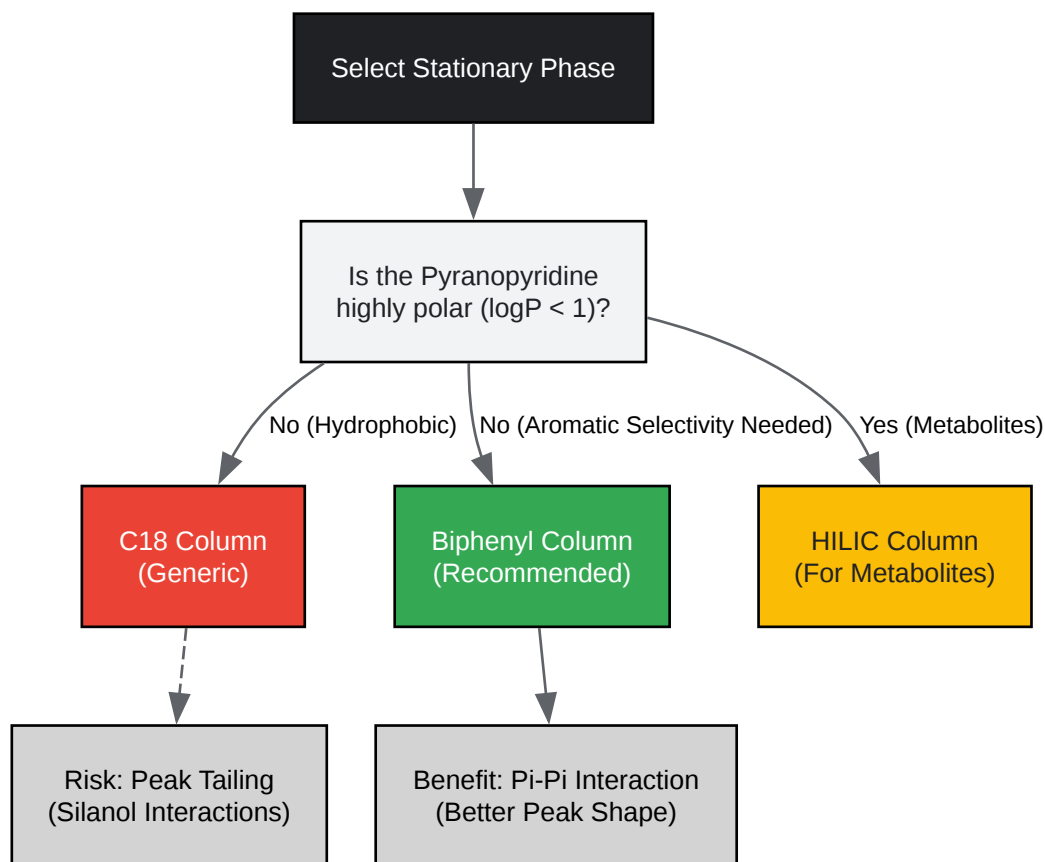 Select Stationary Phase
Is the Pyranopyridine
highly polar (logP < 1)?
No (Hydrophobic)
No (Aromatic Selectivity Needed)
Yes (Metabolites)
C18 Column
(Generic)
Biphenyl Column
(Recommended)
HILIC Column
(For Metabolites)
Risk: Peak Tailing
(Silanol Interactions)
Benefit: Pi-Pi Interaction
(Better Peak Shape)